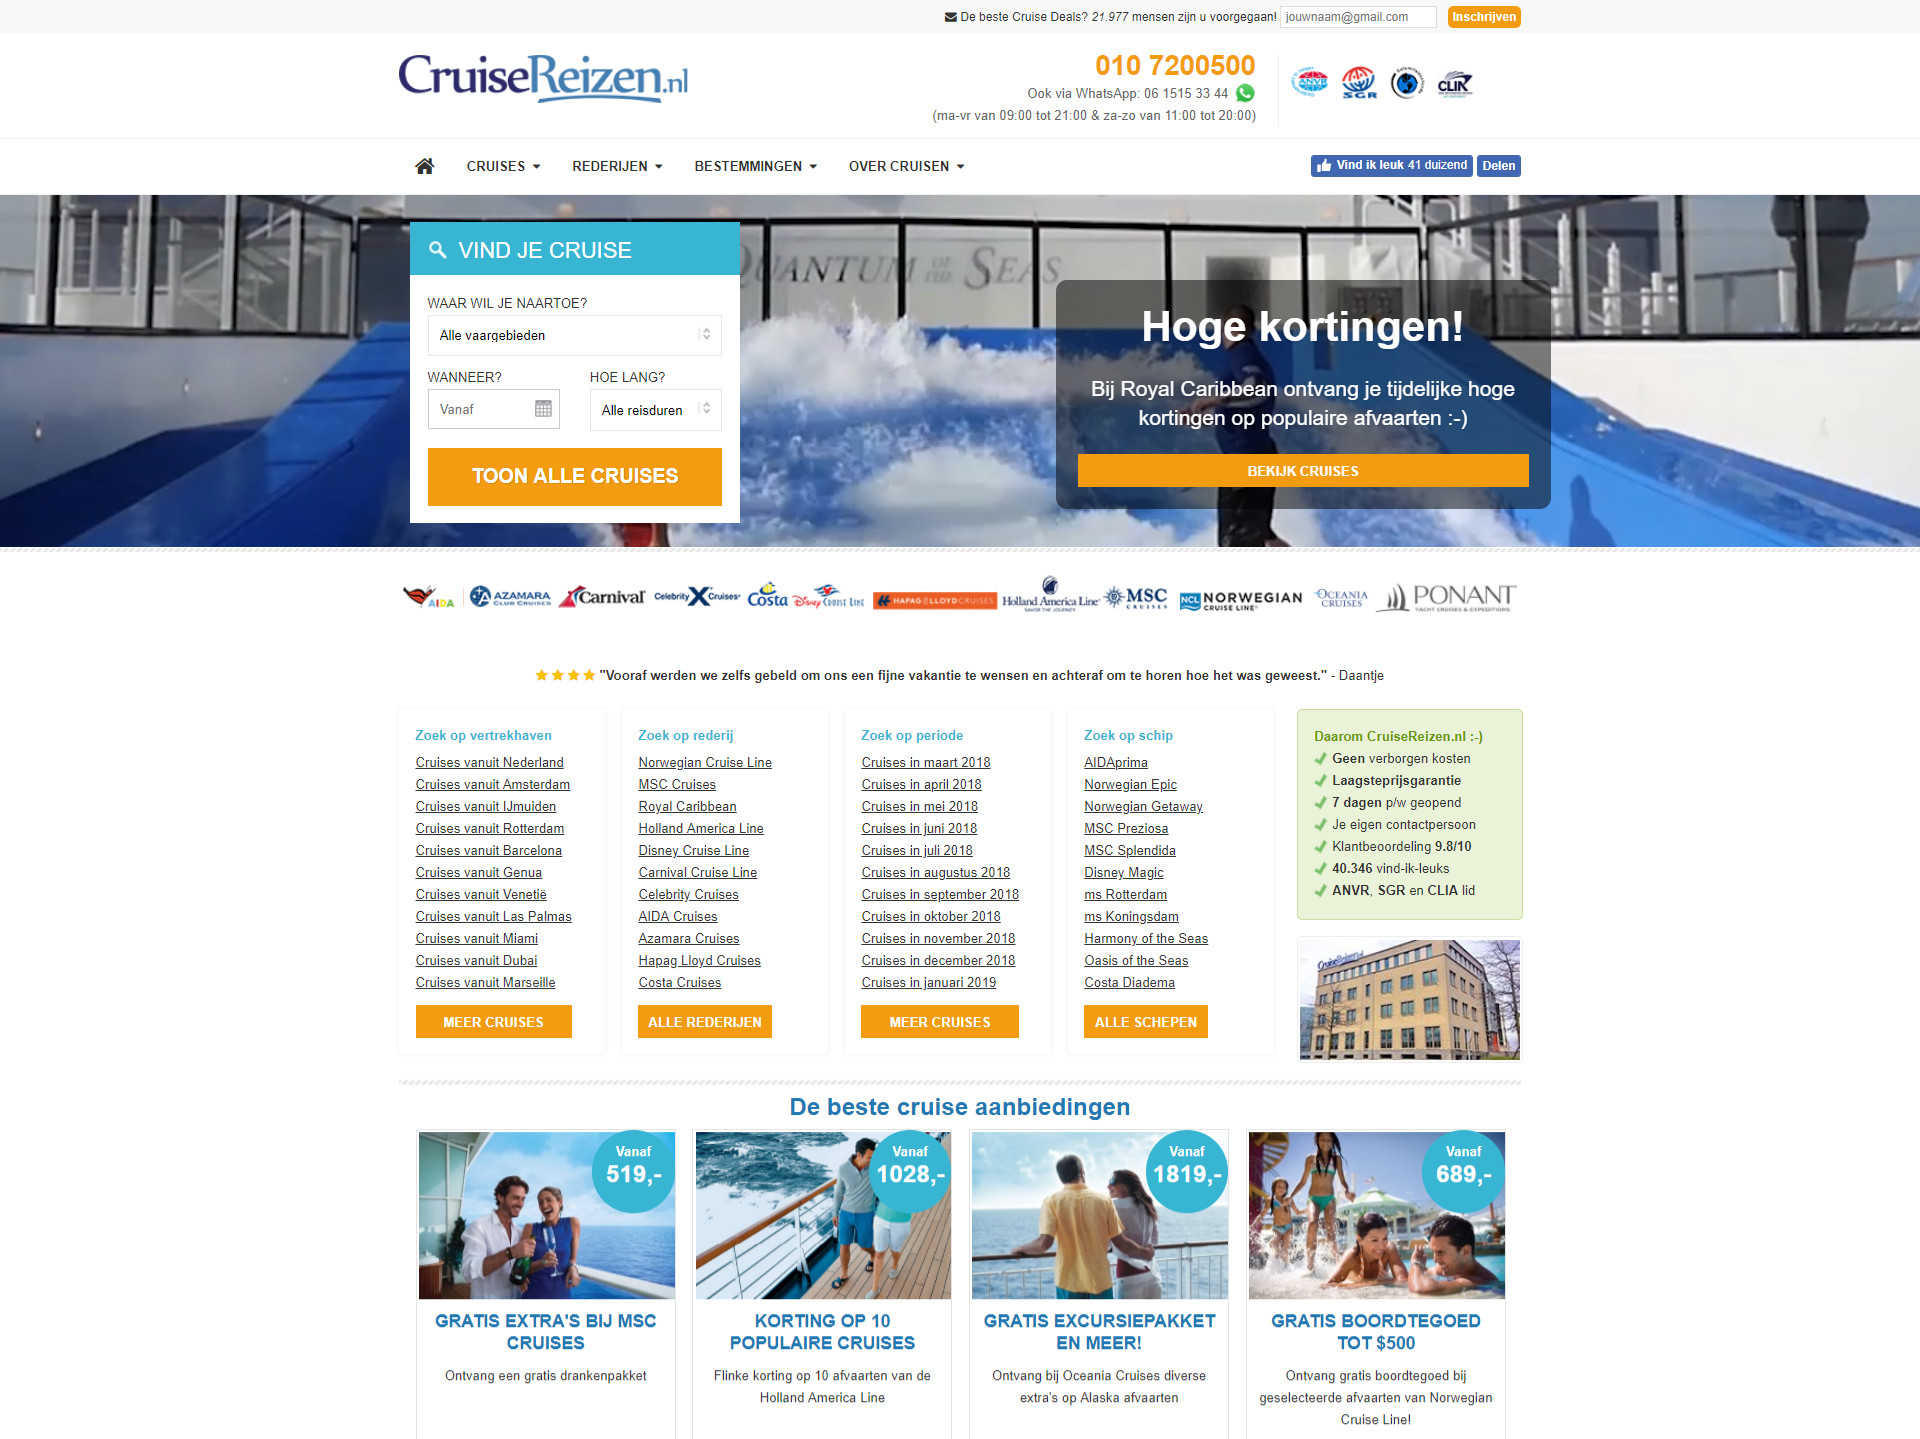 De beste Cruise Deals? 21.977 mensen zijn u voorgegaan! jouwnaam@gmail.com Inschrijven
CruiseReizen.nl
010 7200500
Ook via WhatsApp: 06 1515 33 44
(ma-vr van 09:00 tot 21:00 & za-zo van 11:00 tot 20:00)
ANVR SGR CLIA
CRUISES REDERIJEN BESTEMMINGEN OVER CRUISEN
Vind ik leuk 41 duizend Delen
QUANTUM OF THE SEAS
VIND JE CRUISE
WAAR WIL JE NAARTOE?
Alle vaargebieden
WANNEER? HOE LANG?
Vanaf Alle reisduren
TOON ALLE CRUISES
Hoge kortingen!
Bij Royal Caribbean ontvang je tijdelijke hoge
kortingen op populaire afvaarten :-)
BEKIJK CRUISES
AIDA
AZAMARA
CLUB CRUISES
Carnival
Celebrity X Cruises
Costa
Disney Cruise Line
HAPAG LLOYD CRUISES
Holland America Line
SAVOR THE JOURNEY
MSC
CRUISES
NCL NORWEGIAN
CRUISE LINE
OCEANIA
CRUISES
PONANT
YACHT CRUISES & EXPEDITIONS
"Vooraf werden we zelfs gebeld om ons een fijne vakantie te wensen en achteraf om te horen hoe het was geweest." - Daantje
Zoek op vertrekhaven
Cruises vanuit Nederland
Cruises vanuit Amsterdam
Cruises vanuit IJmuiden
Cruises vanuit Rotterdam
Cruises vanuit Barcelona
Cruises vanuit Genua
Cruises vanuit Venetië
Cruises vanuit Las Palmas
Cruises vanuit Miami
Cruises vanuit Dubai
Cruises vanuit Marseille
MEER CRUISES
Zoek op rederij
Norwegian Cruise Line
MSC Cruises
Royal Caribbean
Holland America Line
Disney Cruise Line
Carnival Cruise Line
Celebrity Cruises
AIDA Cruises
Azamara Cruises
Hapag Lloyd Cruises
Costa Cruises
ALLE REDERIJEN
Zoek op periode
Cruises in maart 2018
Cruises in april 2018
Cruises in mei 2018
Cruises in juni 2018
Cruises in juli 2018
Cruises in augustus 2018
Cruises in september 2018
Cruises in oktober 2018
Cruises in november 2018
Cruises in december 2018
Cruises in januari 2019
MEER CRUISES
Zoek op schip
AIDAprima
Norwegian Epic
Norwegian Getaway
MSC Preziosa
MSC Splendida
Disney Magic
ms Rotterdam
ms Koningsdam
Harmony of the Seas
Oasis of the Seas
Costa Diadema
ALLE SCHEPEN
Daarom CruiseReizen.nl :-)
Geen verborgen kosten
Laagsteprijsgarantie
7 dagen p/w geopend
Je eigen contactpersoon
Klantbeoordeling 9.8/10
40.346 vind-ik-leuks
ANVR, SGR en CLIA lid
CruiseReizen.nl
De beste cruise aanbiedingen
Vanaf
519,-
GRATIS EXTRA'S BIJ MSC
CRUISES
Ontvang een gratis drankenpakket
Vanaf
1028,-
KORTING OP 10
POPULAIRE CRUISES
Flinke korting op 10 afvaarten van de
Holland America Line
Vanaf
1819,-
GRATIS EXCURSIEPAKKET
EN MEER!
Ontvang bij Oceania Cruises diverse
extra's op Alaska afvaarten
Vanaf
689,-
GRATIS BOORDTEGOED
TOT $500
Ontvang gratis boordtegoed bij
geselecteerde afvaarten van Norwegian
Cruise Line!